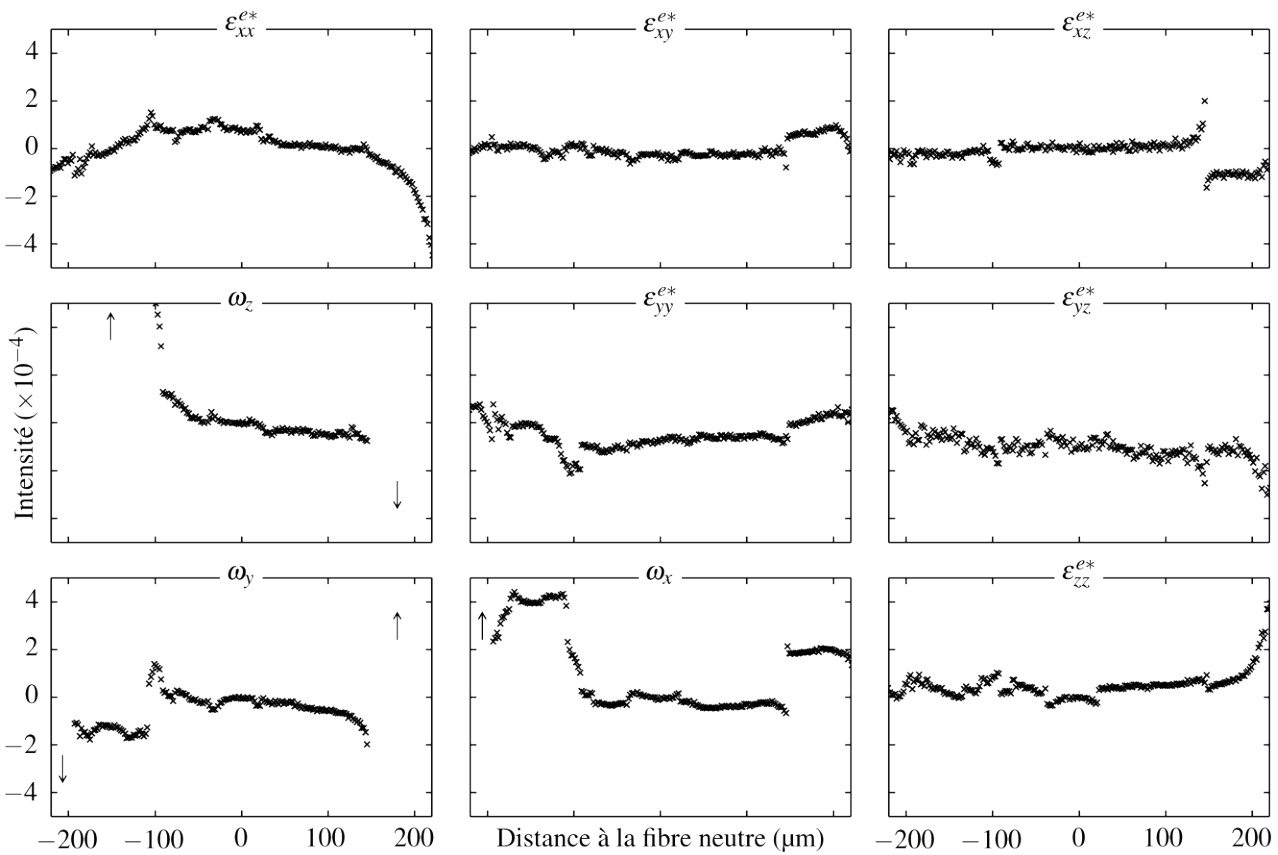 ε^{e*}_{xx} ε^{e*}_{xy} ε^{e*}_{xz}
4
2
0
−2
−4
ω_z ε^{e*}_{yy} ε^{e*}_{yz}
Intensité (×10^{−4})
ω_y ω_x ε^{e*}_{zz}
4
2
0
−2
−4
−200 −100 0 100 200 Distance à la fibre neutre (µm) −200 −100 0 100 200